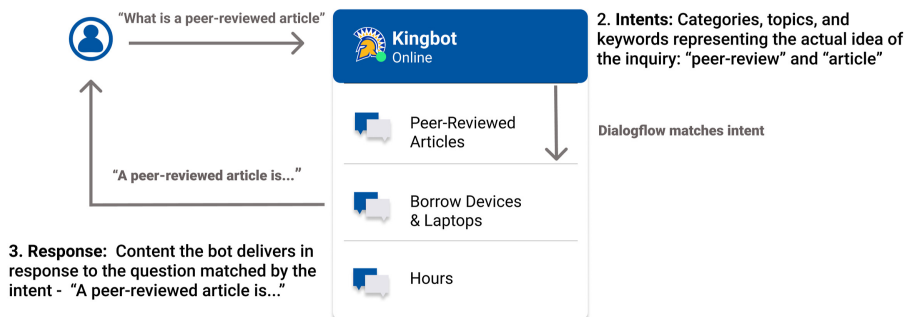 “What is a peer-reviewed article”
Kingbot
Online
2. Intents: Categories, topics, and
keywords representing the actual idea of
the inquiry: “peer-review” and “article”
Peer-Reviewed
Articles
Dialogflow matches intent
“A peer-reviewed article is...”
Borrow Devices
& Laptops
3. Response:  Content the bot delivers in
response to the question matched by the
intent -  “A peer-reviewed article is...”
Hours